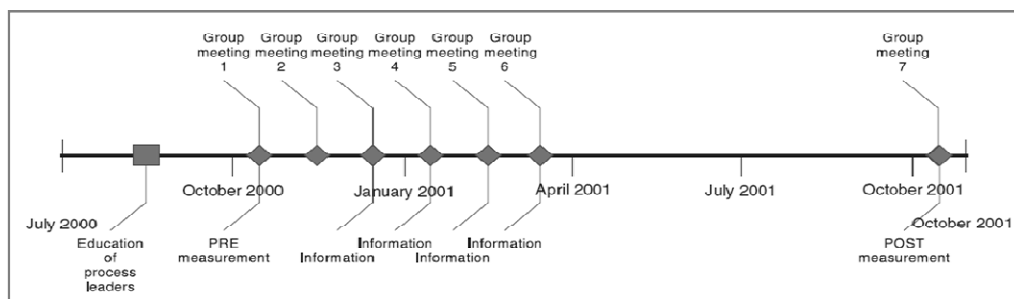 Group Group Group Group Group Group Group
meeting meeting meeting meeting meeting meeting meeting
1 2 3 4 5 6 7
October 2000 January 2001 April 2001 July 2001 October 2001
July 2000 October 2001
Education PRE Information Information POST
of measurement Information Information measurement
process
leaders